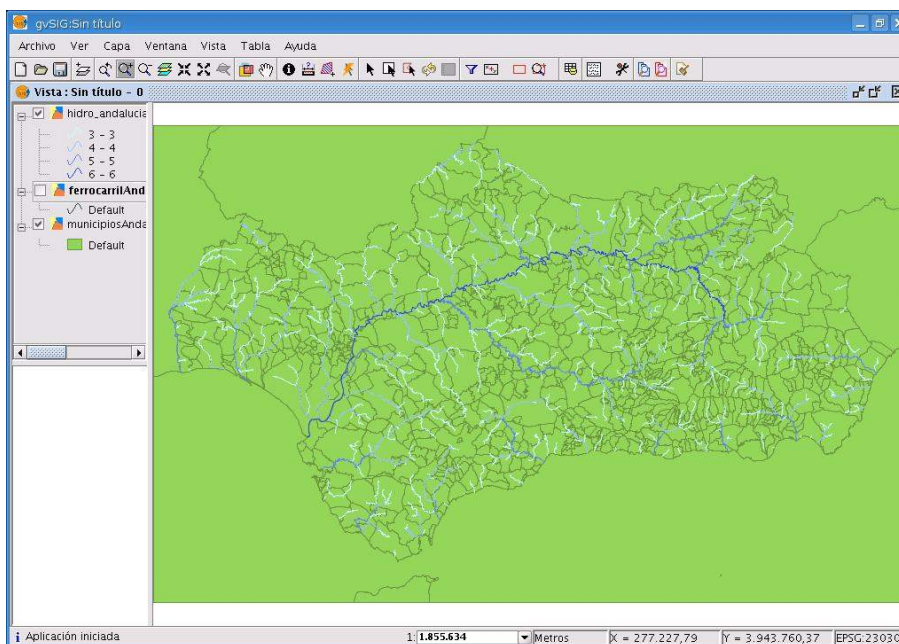 gvSIG:Sin título
Archivo Ver Capa Ventana Vista Tabla Ayuda
Vista : Sin título - 0
hidro_andalucia
3 - 3
4 - 4
5 - 5
6 - 6
ferrocarrilAnd
Default
municipiosAnda
Default
Aplicación iniciada 1: 1.855.634 Metros X = 277.227,79 Y = 3.943.760,37 EPSG:23030